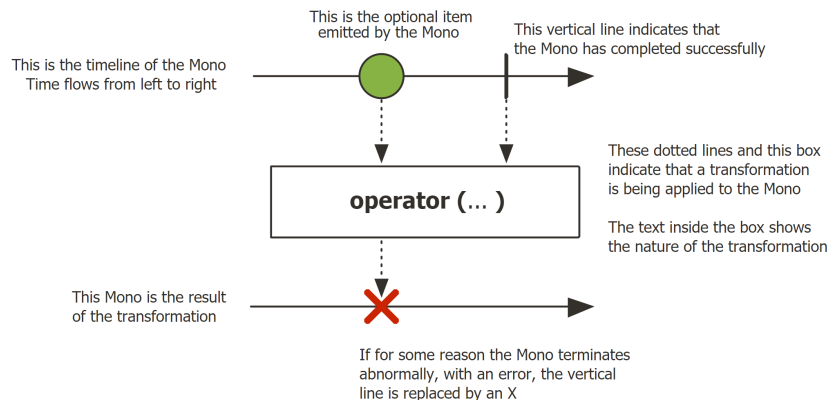 This is the optional item
emitted by the Mono
This vertical line indicates that
the Mono has completed successfully
This is the timeline of the Mono
Time flows from left to right
These dotted lines and this box
indicate that a transformation
is being applied to the Mono
operator (... )
The text inside the box shows
the nature of the transformation
This Mono is the result
of the transformation
If for some reason the Mono terminates
abnormally, with an error, the vertical
line is replaced by an X